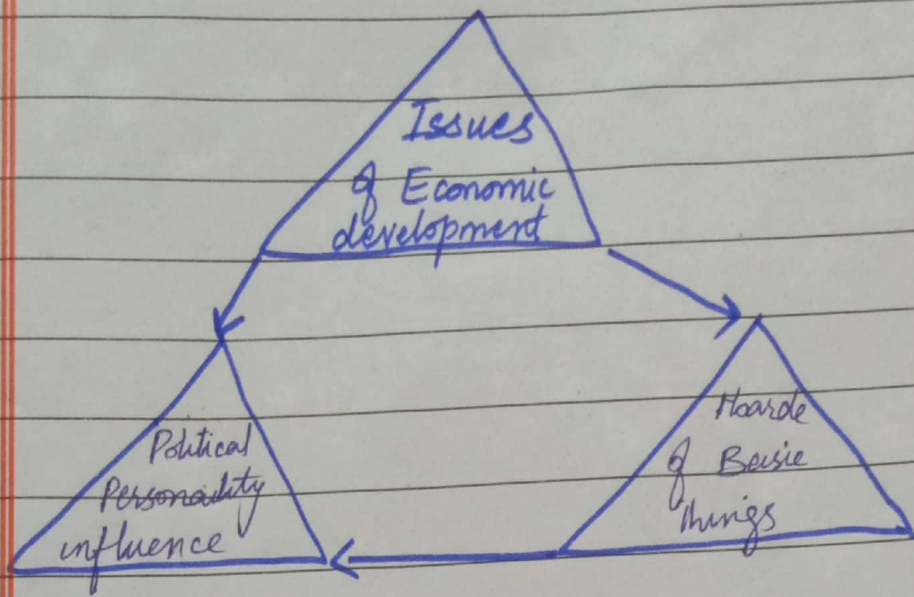 Issues
of Economic
development
Political
Personality
influence
Hoarde
of Basic
things